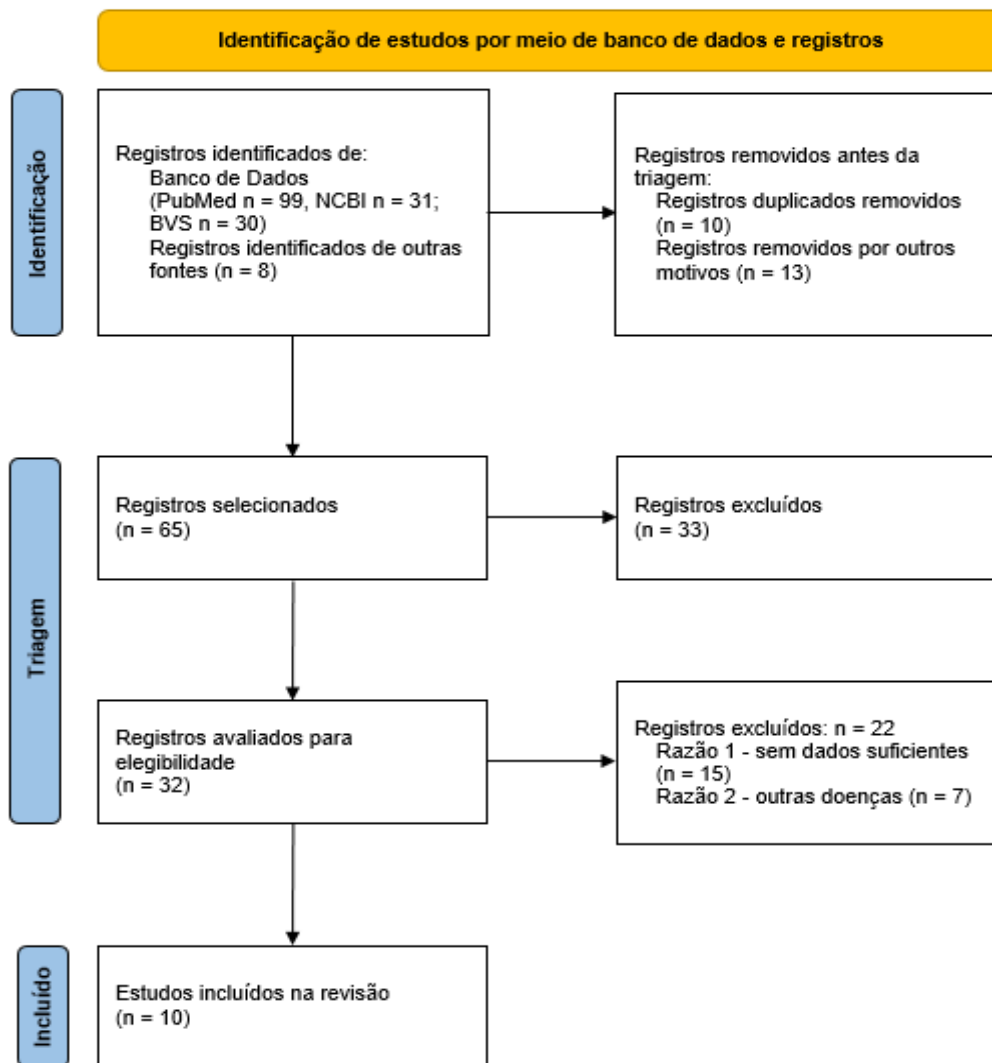 Identificação de estudos por meio de banco de dados e registros
Identificação
Registros identificados de:
Banco de Dados
(PubMed n = 99, NCBI n = 31;
BVS n = 30)
Registros identificados de outras
fontes (n = 8)
Registros removidos antes da
triagem:
Registros duplicados removidos
(n = 10)
Registros removidos por outros
motivos (n = 13)
Triagem
Registros selecionados
(n = 65)
Registros excluídos
(n = 33)
Registros avaliados para
elegibilidade
(n = 32)
Registros excluídos: n = 22
Razão 1 - sem dados suficientes
(n = 15)
Razão 2 - outras doenças (n = 7)
Incluído
Estudos incluídos na revisão
(n = 10)